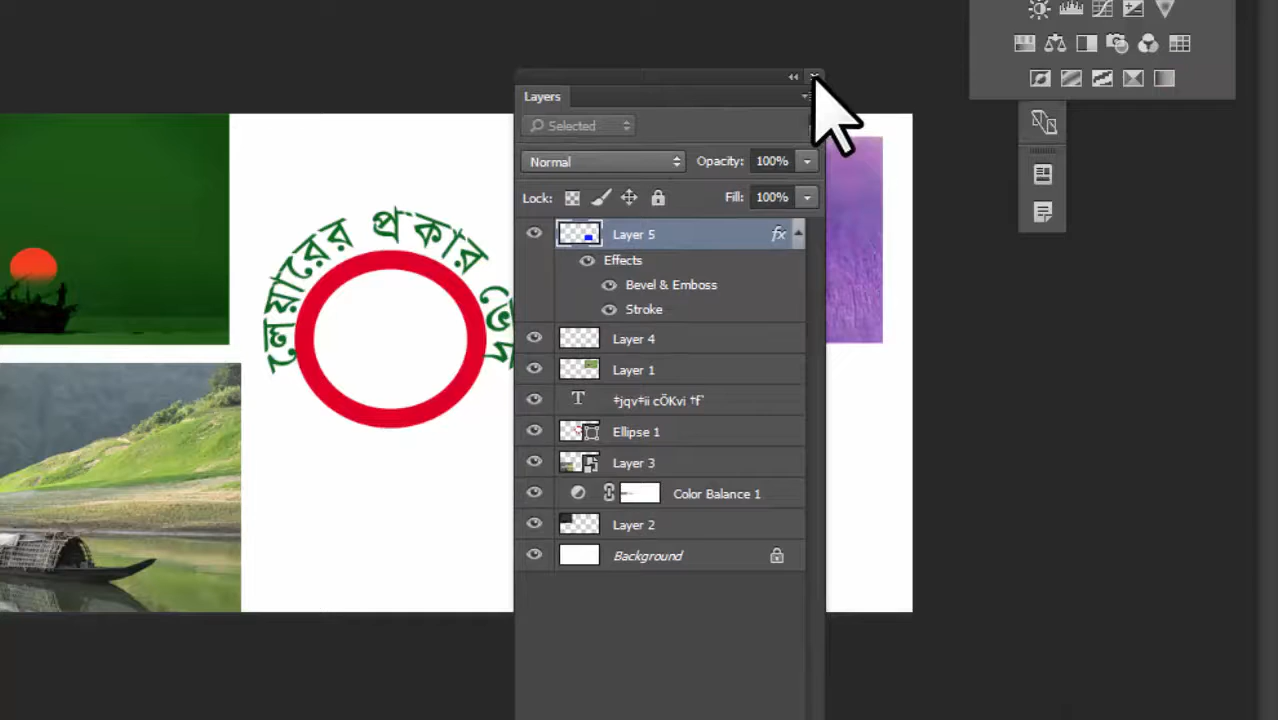 লেয়ারের প্রকার ভেদ
Layers
Selected
Normal
Opacity: 100%
Lock:
Fill: 100%
Layer 5 fx
Effects
Bevel & Emboss
Stroke
Layer 4
Layer 1
T ‡jqv‡ii cÖKvi †f`
Ellipse 1
Layer 3
Color Balance 1
Layer 2
Background